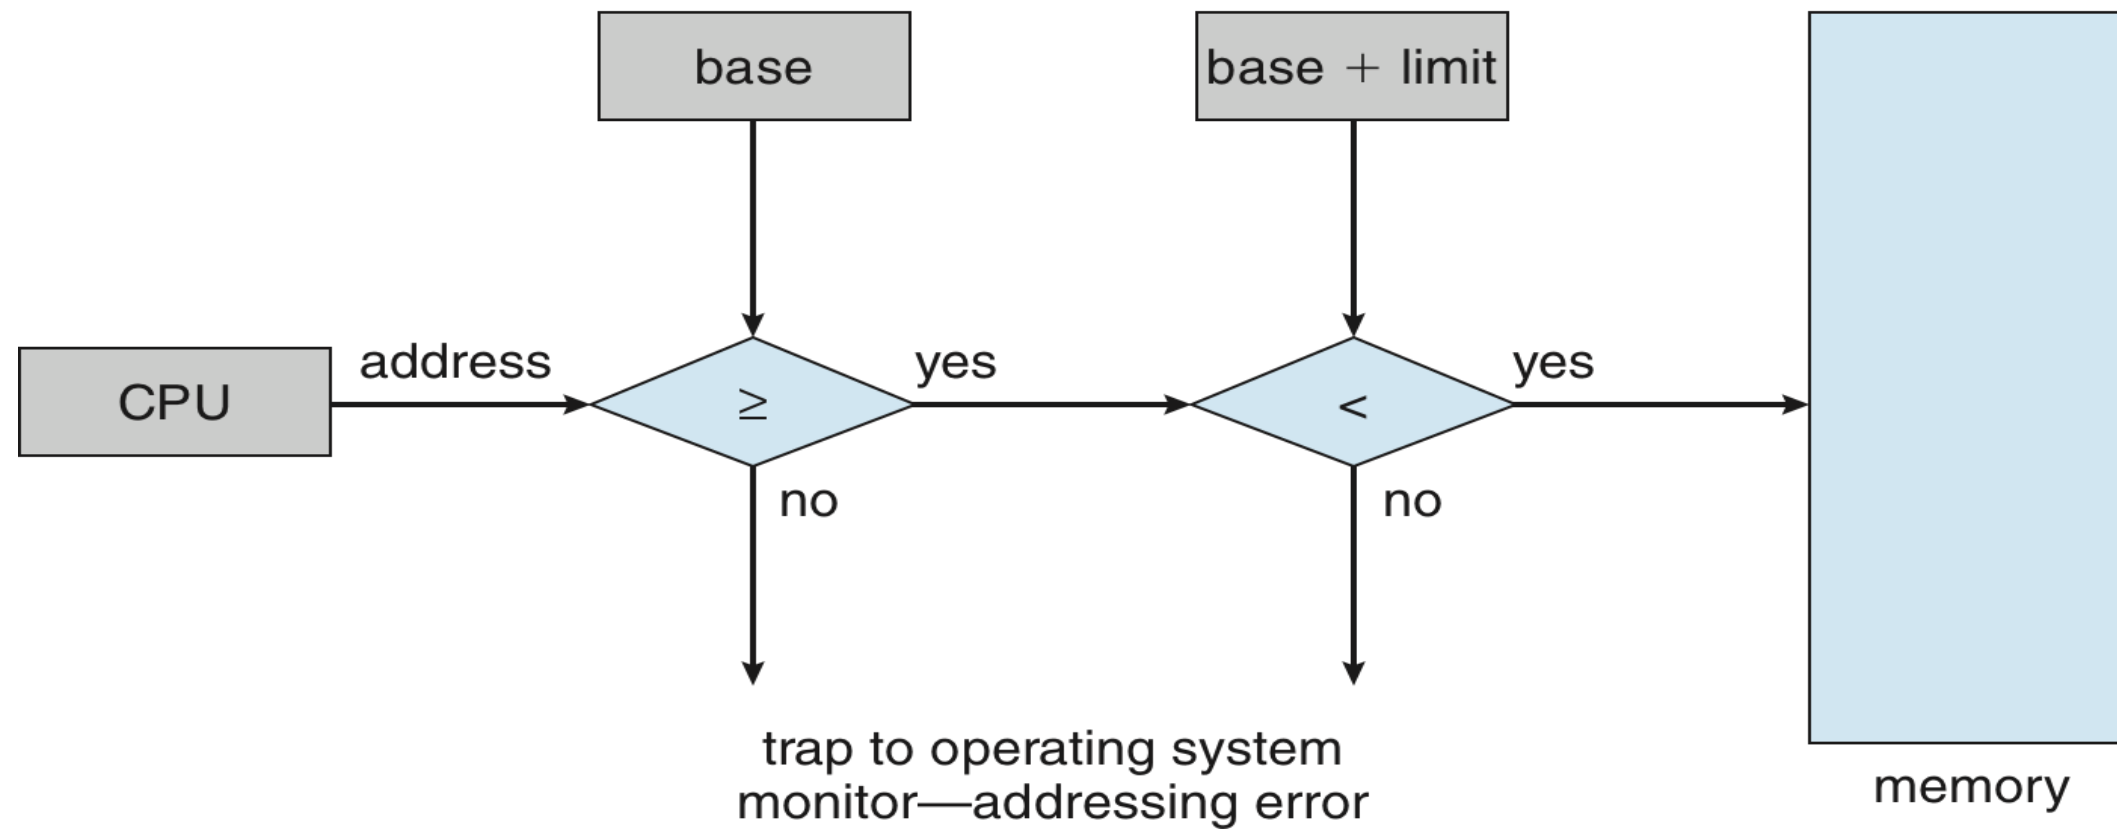 base
base + limit
CPU
address
≥
yes
<
yes
no
no
trap to operating system
monitor—addressing error
memory